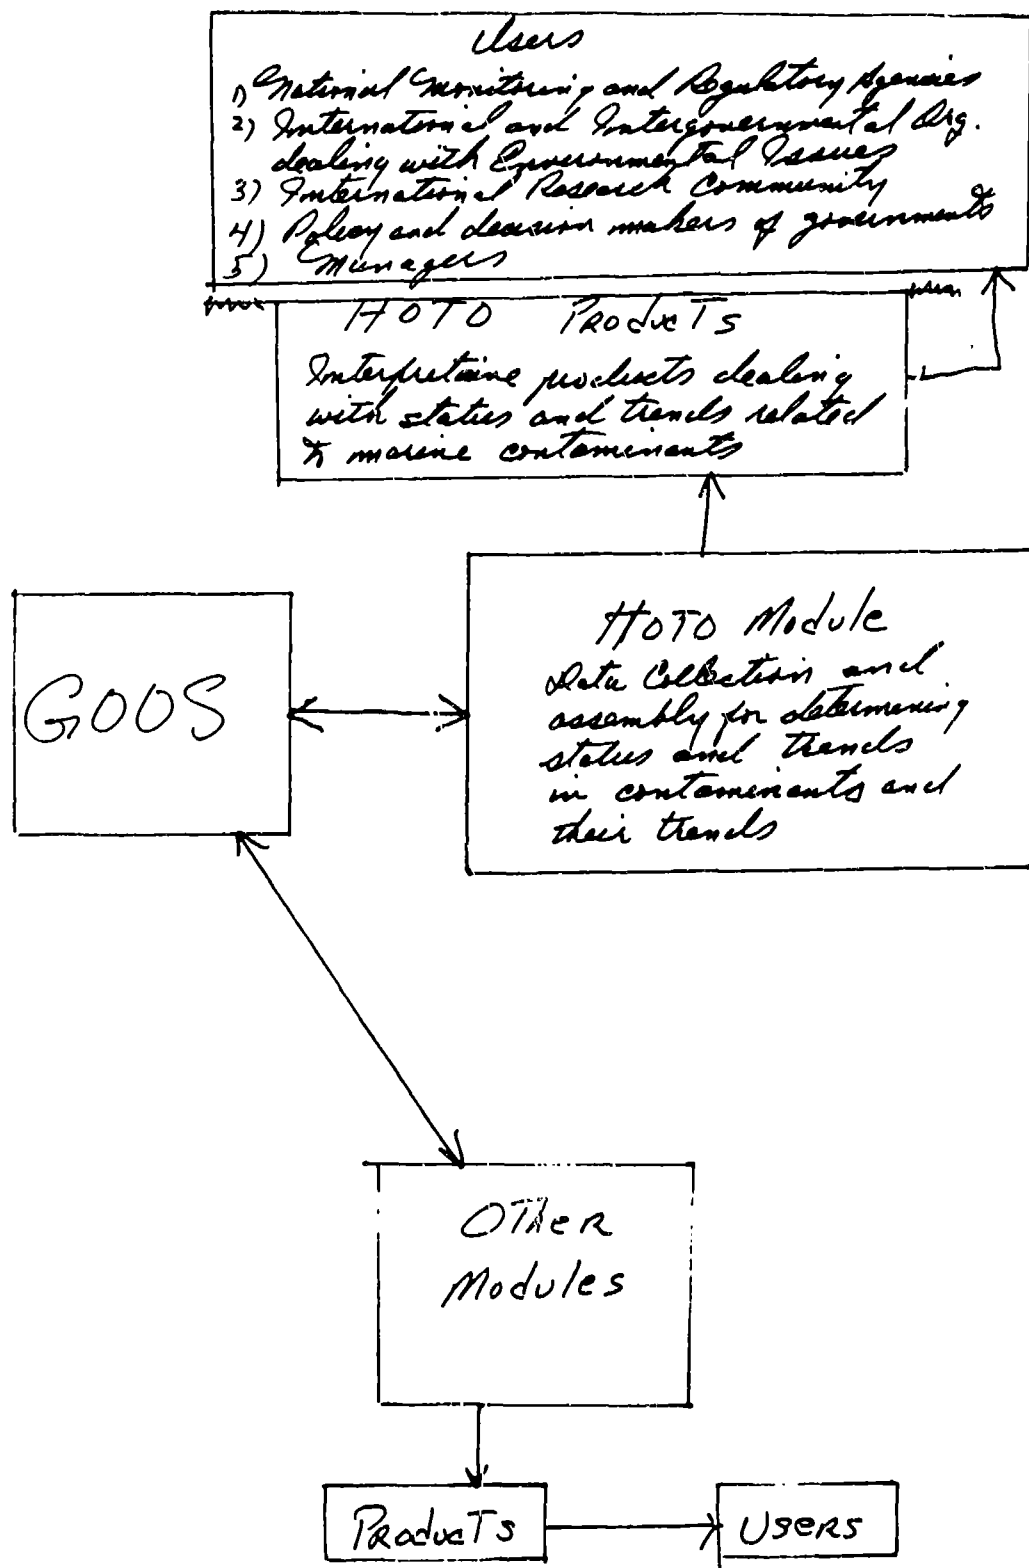 Users
1) National Monitoring and Regulatory Agencies
2) International and Intergovernmental Org.
dealing with Environmental Issues
3) International Research Community
4) Policy and decision makers of governments
5) Managers
HOTO Products
Interpretive products dealing
with status and trends related
to marine contaminants
HOTO Module
Data Collection and
assembly for determining
status and trends
in contaminants and
their trends
GOOS
Other
Modules
Products
Users